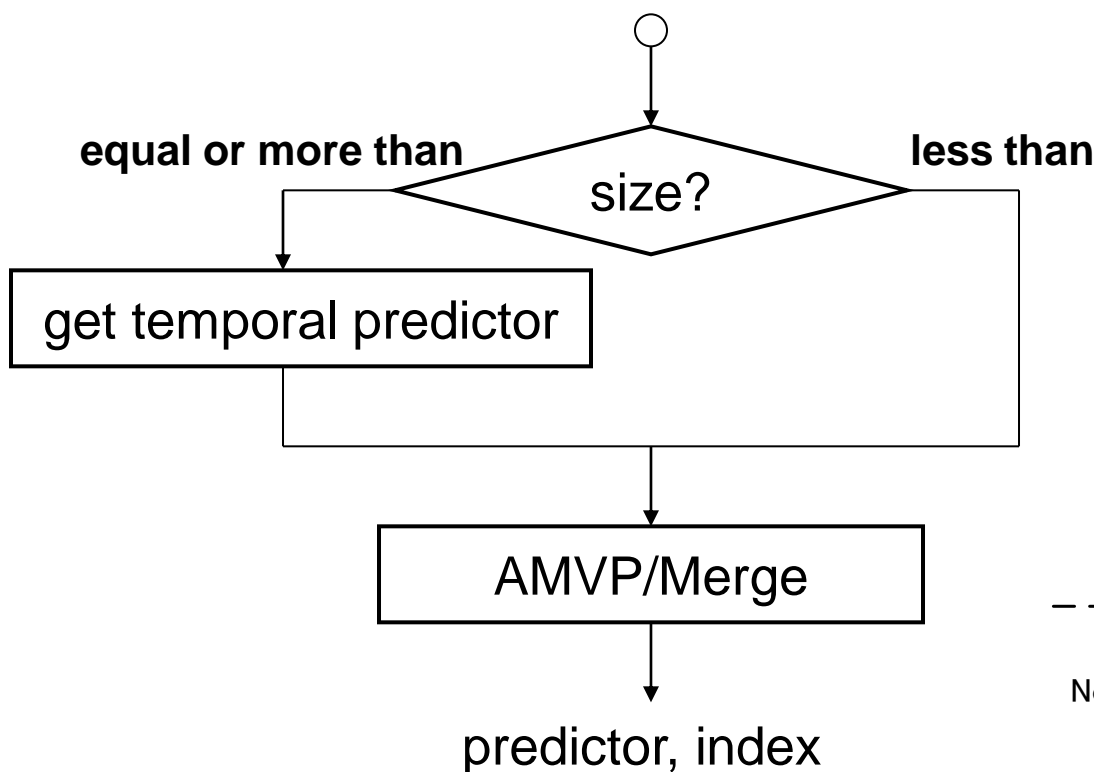 equal or more than
less than
size?
get temporal predictor
AMVP/Merge
predictor, index